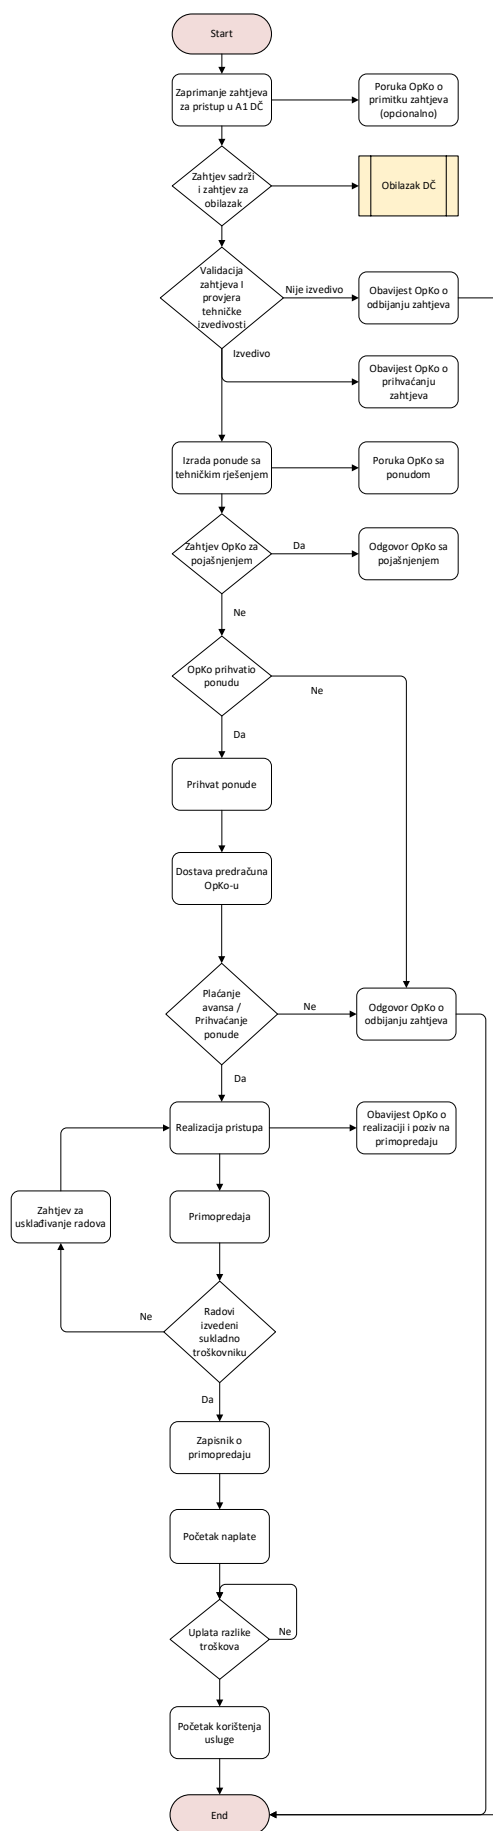 Start
Zaprimanje zahtjeva
za pristup u A1 DČ
Poruka OpKo o
primitku zahtjeva
(opcionalno)
Zahtjev sadrži
i zahtjev za
obilazak
Obilazak DČ
Validacija
zahtjeva I
provjera
tehničke
izvedivosti
Nije izvedivo
Obavijest OpKo o
odbijanju zahtjeva
Izvedivo
Obavijest OpKo o
prihvaćanju
zahtjeva
Izrada ponude sa
tehničkim rješenjem
Poruka OpKo sa
ponudom
Zahtjev OpKo za
pojašnjenjem
Da
Odgovor OpKo sa
pojašnjenjem
Ne
OpKo prihvatio
ponudu
Ne
Da
Prihvat ponude
Dostava predračuna
OpKo-u
Plaćanje
avansa /
Prihvaćanje
ponude
Ne
Odgovor OpKo o
odbijanju zahtjeva
Da
Realizacija pristupa
Obavijest OpKo o
realizaciji i poziv na
primopredaju
Zahtjev za
usklađivanje radova
Primopredaja
Ne
Radovi
izvedeni
sukladno
troškovniku
Da
Zapisnik o
primopredaju
Početak naplate
Uplata razlike
troškova
Ne
Početak korištenja
usluge
End